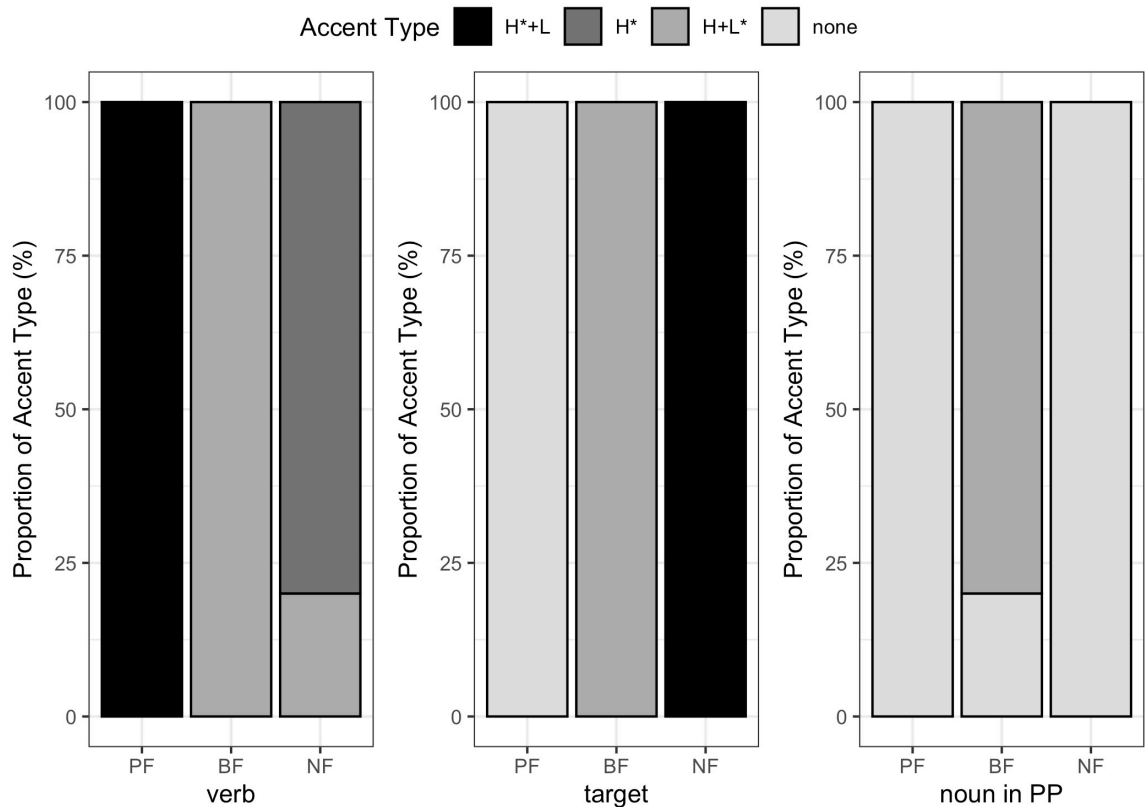 Accent Type H*+L H* H+L* none
Proportion of Accent Type (%)
100
75
50
25
0
PF BF NF
verb
Proportion of Accent Type (%)
100
75
50
25
0
PF BF NF
target
Proportion of Accent Type (%)
100
75
50
25
0
PF BF NF
noun in PP